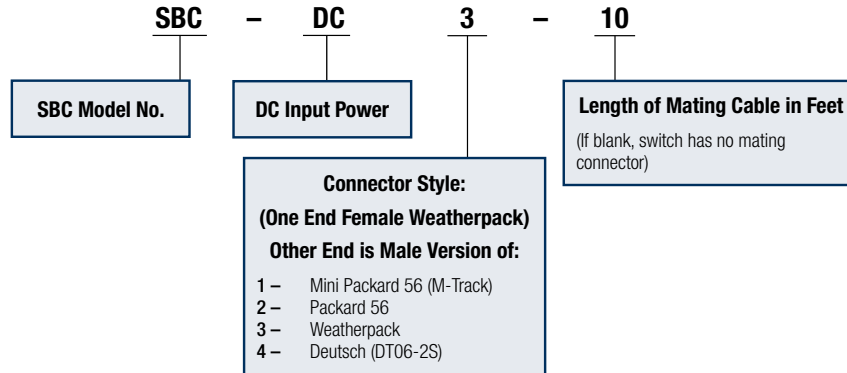 SBC – DC 3 – 10
SBC Model No.
DC Input Power
Length of Mating Cable in Feet
(If blank, switch has no mating
connector)
Connector Style:
(One End Female Weatherpack)
Other End is Male Version of:
1 – Mini Packard 56 (M-Track)
2 – Packard 56
3 – Weatherpack
4 – Deutsch (DT06-2S)